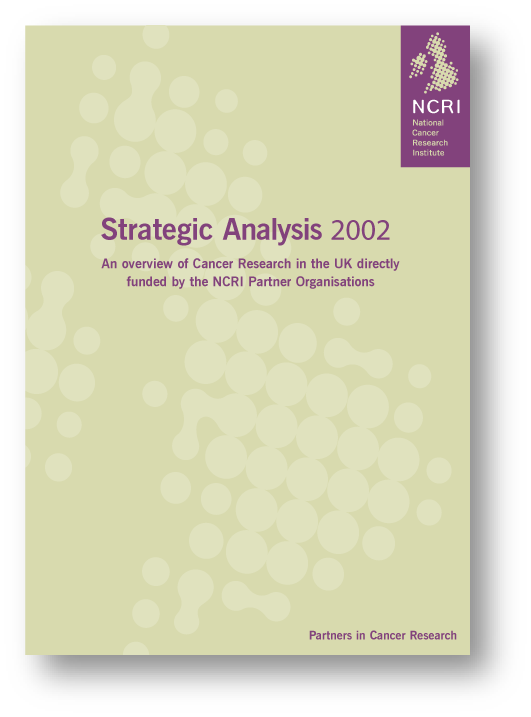 NCRI
National
Cancer
Research
Institute
Strategic Analysis 2002
An overview of Cancer Research in the UK directly
funded by the NCRI Partner Organisations
Partners in Cancer Research